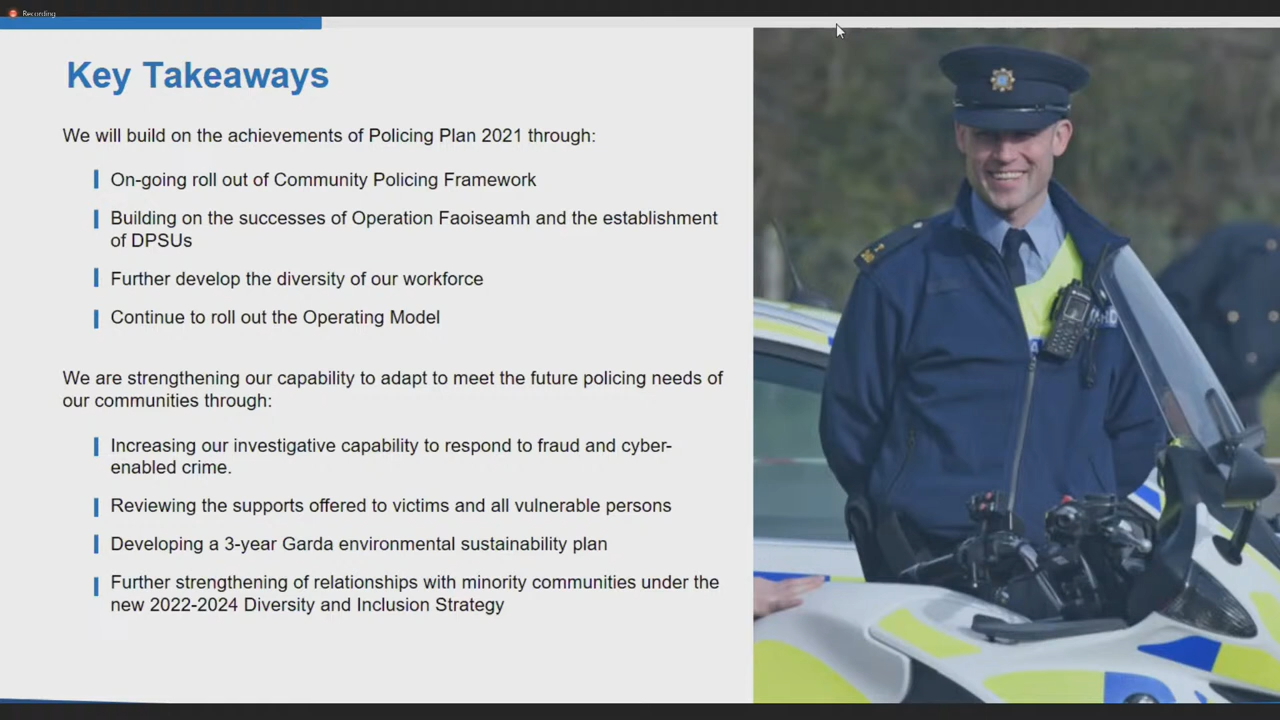 Recording
Key Takeaways
We will build on the achievements of Policing Plan 2021 through:
On-going roll out of Community Policing Framework
Building on the successes of Operation Faoiseamh and the establishment
of DPSUs
Further develop the diversity of our workforce
Continue to roll out the Operating Model
We are strengthening our capability to adapt to meet the future policing needs of
our communities through:
Increasing our investigative capability to respond to fraud and cyber-
enabled crime.
Reviewing the supports offered to victims and all vulnerable persons
Developing a 3-year Garda environmental sustainability plan
Further strengthening of relationships with minority communities under the
new 2022-2024 Diversity and Inclusion Strategy